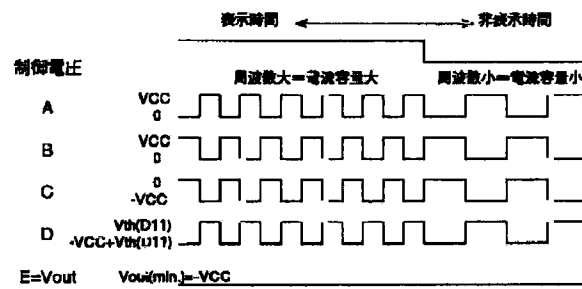 表示時間 非表示時間
制御電圧
周波数大=電流容量大 周波数小=電流容量小
A VCC
0
B VCC
0
C 0
-VCC
D Vth(D11)
-VCC+Vth(D11)
E=Vout Vout(min.)=-VCC